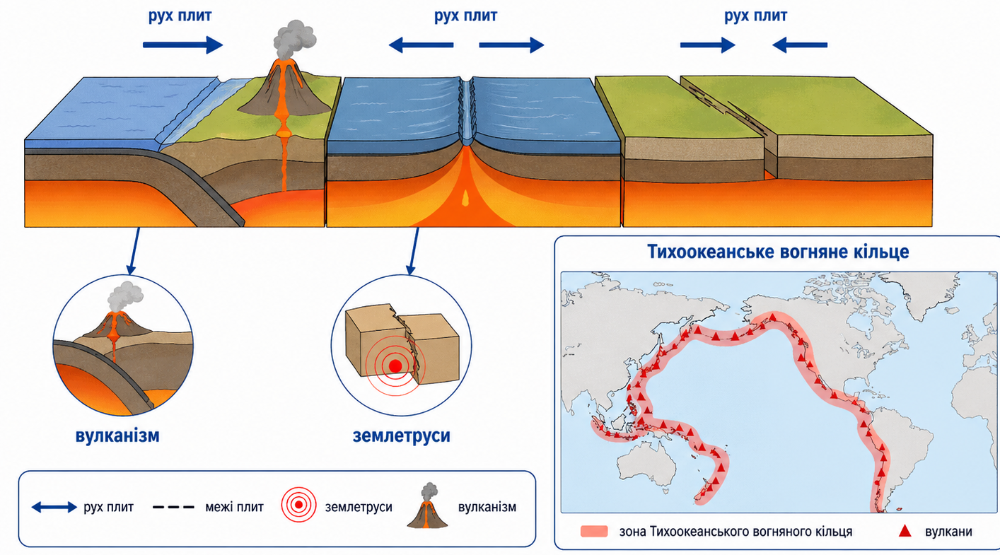 рух плит
рух плит
рух плит
вулканізм
землетруси
рух плит
межі плит
землетруси
вулканізм
Тихоокеанське вогняне кільце
зона Тихоокеанського вогняного кільця
вулкани